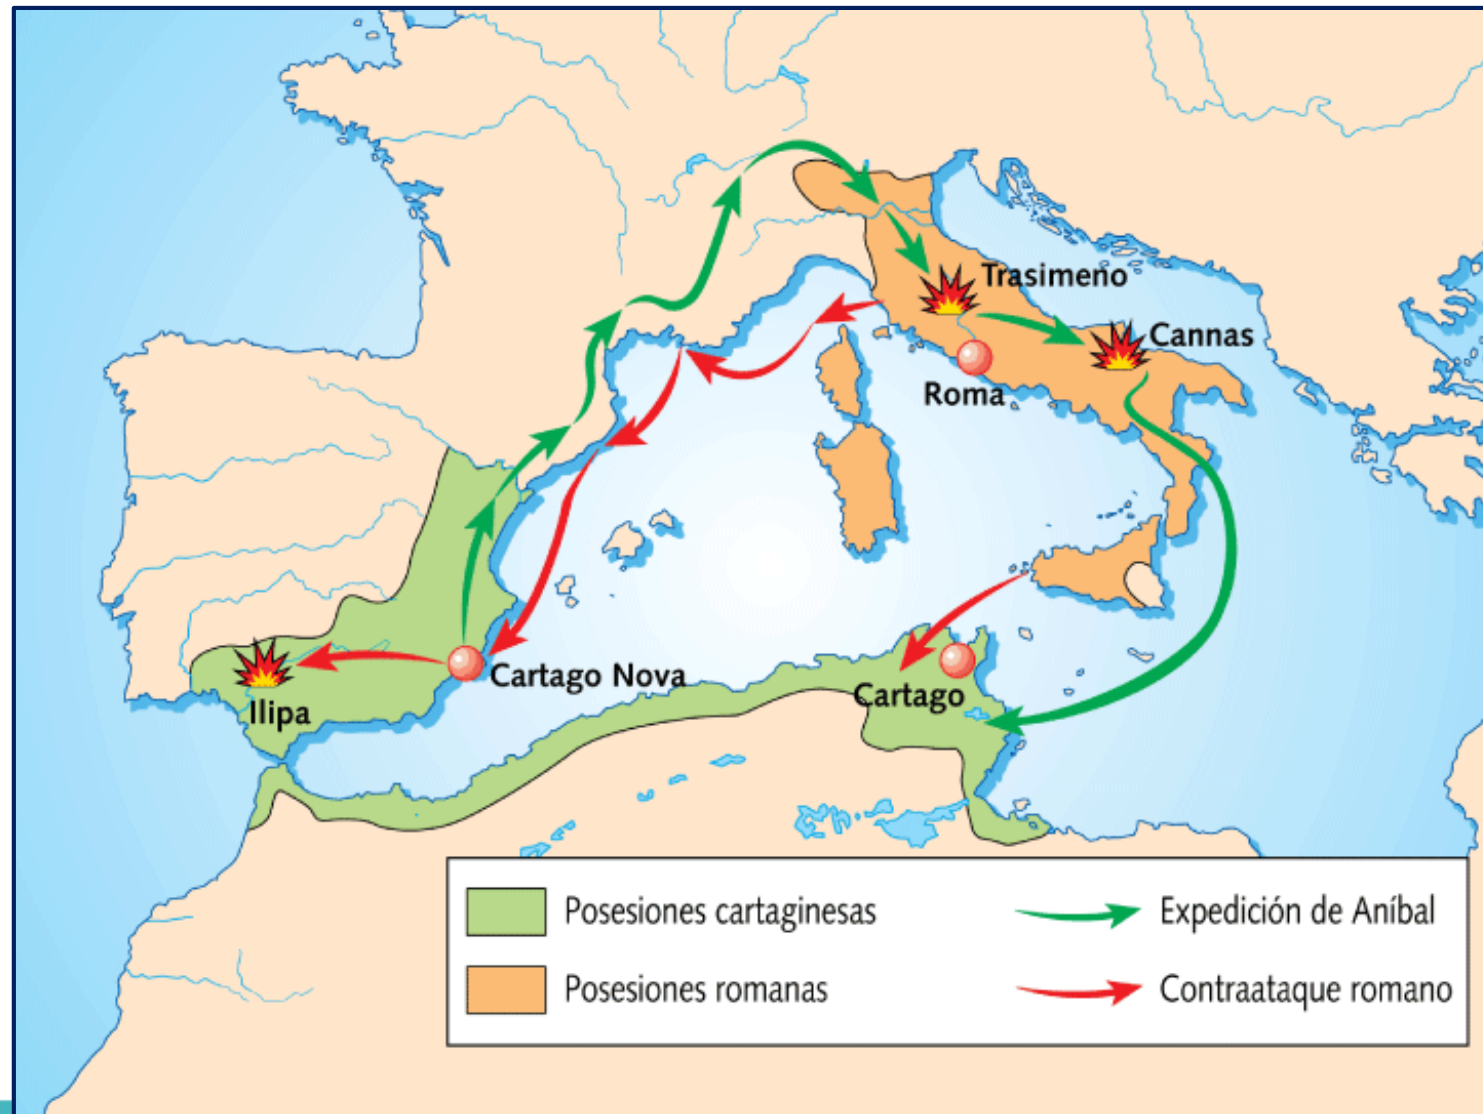 Trasimeno
Cannas
Roma
Cartago Nova
Cartago
Ilipa
Posesiones cartaginesas
Expedición de Aníbal
Posesiones romanas
Contraataque romano